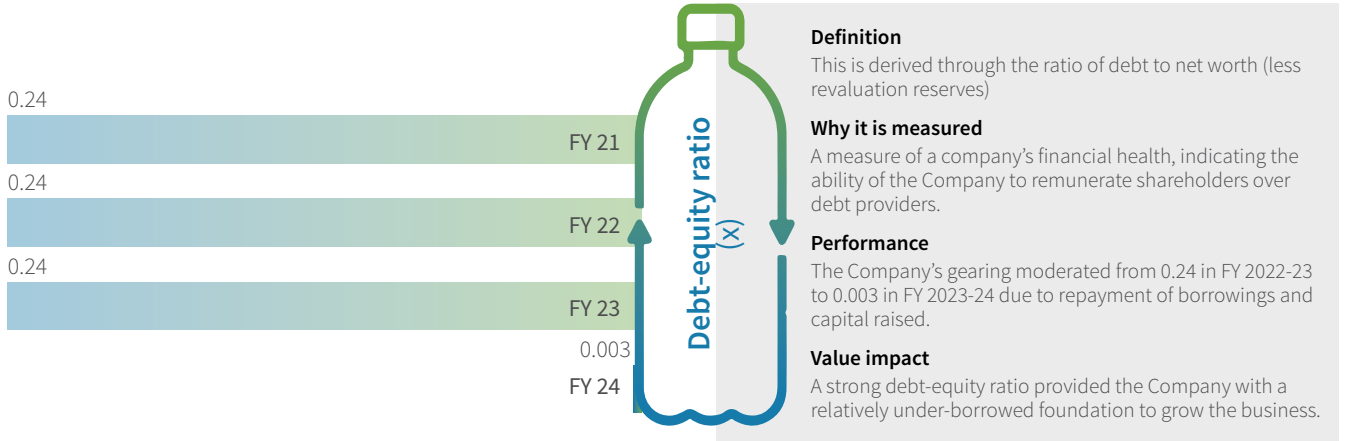 0.24
FY 21
0.24
FY 22
0.24
FY 23
0.003
FY 24
Debt-equity ratio
(x)
Definition
This is derived through the ratio of debt to net worth (less
revaluation reserves)
Why it is measured
A measure of a company’s financial health, indicating the
ability of the Company to remunerate shareholders over
debt providers.
Performance
The Company’s gearing moderated from 0.24 in FY 2022-23
to 0.003 in FY 2023-24 due to repayment of borrowings and
capital raised.
Value impact
A strong debt-equity ratio provided the Company with a
relatively under-borrowed foundation to grow the business.